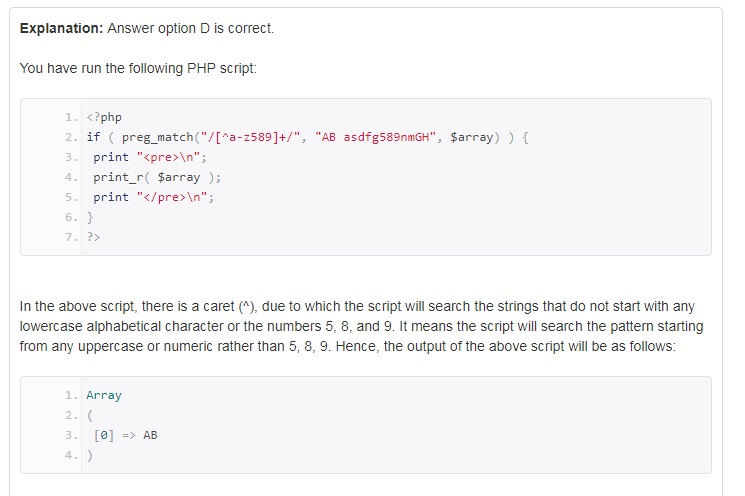 Explanation: Answer option D is correct.
You have run the following PHP script:
1. <?php
2. if ( preg_match("/[^a-z589]+/", "AB asdfg589nmGH", $array) ) {
3.  print "<pre>\n";
4.  print_r( $array );
5.  print "</pre>\n";
6. }
7. ?>
In the above script, there is a caret (^), due to which the script will search the strings that do not start with any
lowercase alphabetical character or the numbers 5, 8, and 9. It means the script will search the pattern starting
from any uppercase or numeric rather than 5, 8, 9. Hence, the output of the above script will be as follows:
1. Array
2. (
3.  [0] => AB
4. )